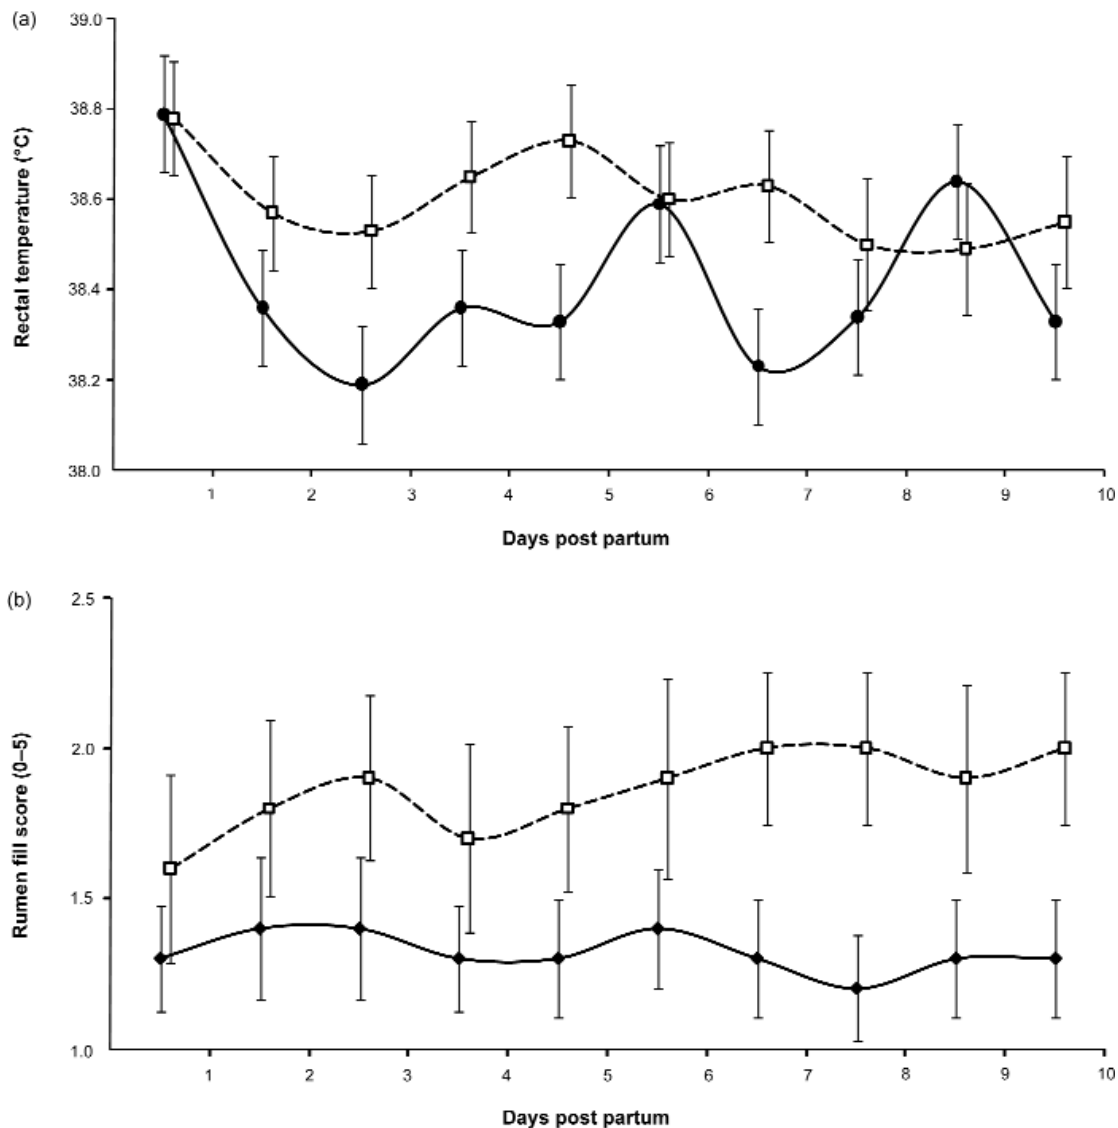 (a)
Rectal temperature (°C)
39.0
38.8
38.6
38.4
38.2
38.0
1 2 3 4 5 6 7 8 9 10
Days post partum
(b)
Rumen fill score (0–5)
2.5
2.0
1.5
1.0
1 2 3 4 5 6 7 8 9 10
Days post partum